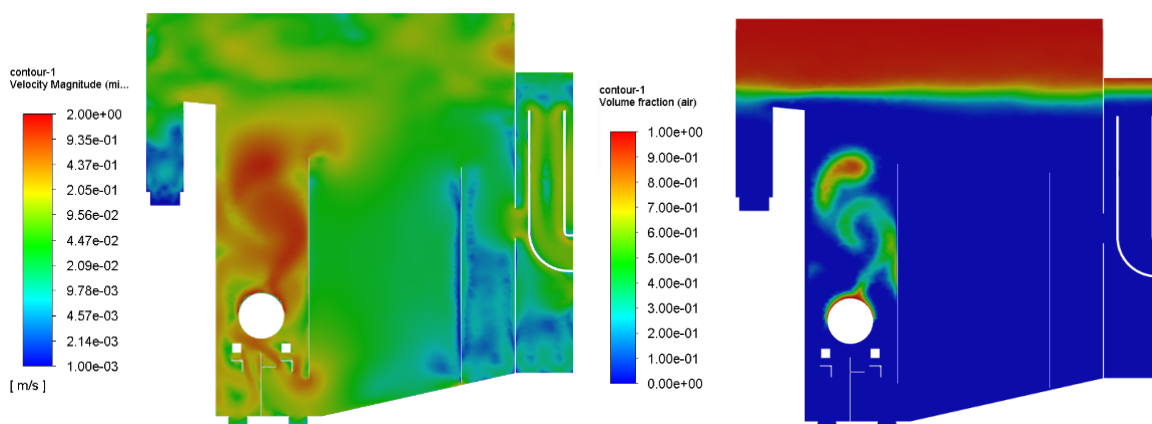 contour-1
Velocity Magnitude (mi...
2.00e+00
9.35e-01
4.37e-01
2.05e-01
9.56e-02
4.47e-02
2.09e-02
9.78e-03
4.57e-03
2.14e-03
1.00e-03
[ m/s ]
contour-1
Volume fraction (air)
1.00e+00
9.00e-01
8.00e-01
7.00e-01
6.00e-01
5.00e-01
4.00e-01
3.00e-01
2.00e-01
1.00e-01
0.00e+00